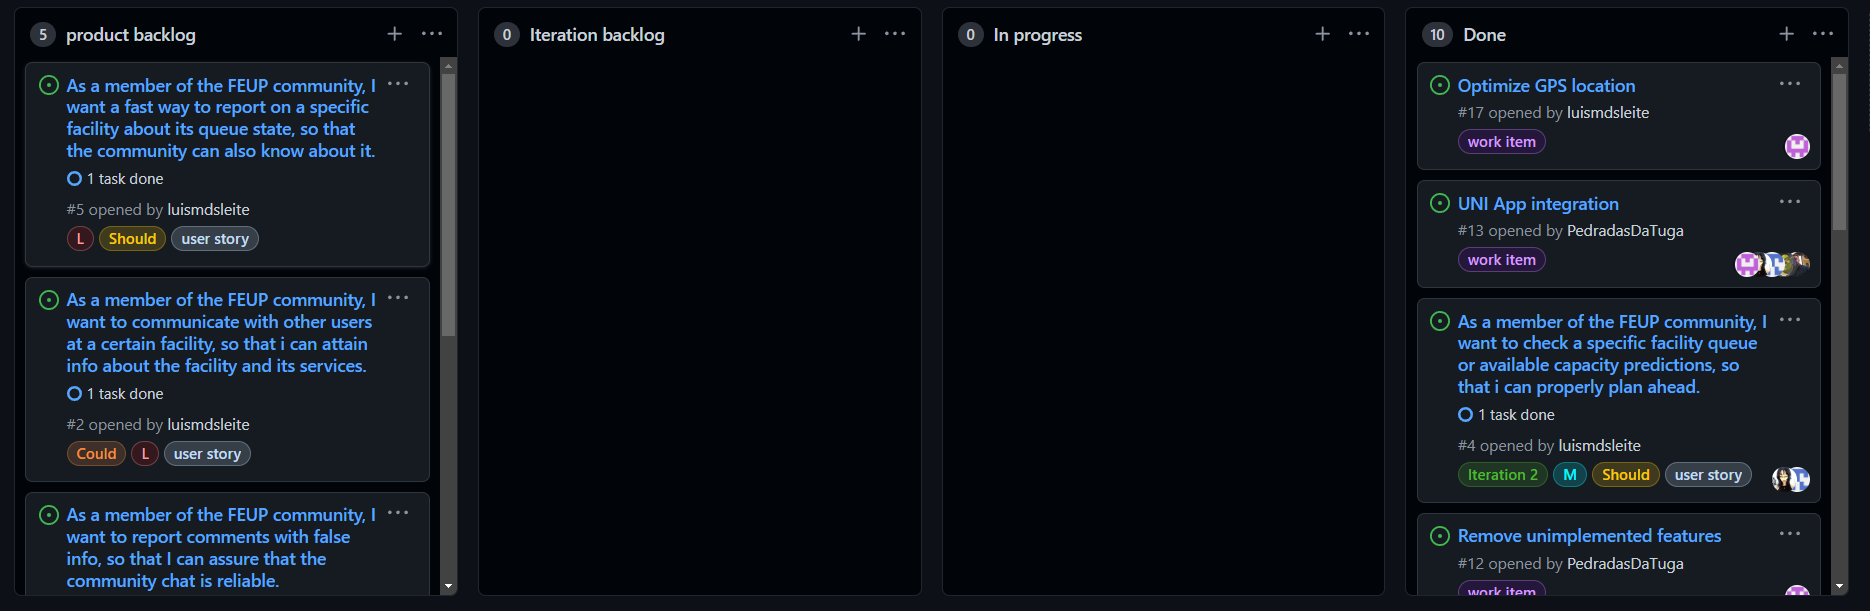 5 product backlog
As a member of the FEUP community, I
want a fast way to report on a specific
facility about its queue state, so that
the community can also know about it.
1 task done
#5 opened by luismdsleite
L Should user story
As a member of the FEUP community, I
want to communicate with other users
at a certain facility, so that i can attain
info about the facility and its services.
1 task done
#2 opened by luismdsleite
Could L user story
As a member of the FEUP community, I
want to report comments with false
info, so that I can assure that the
community chat is reliable.
0 Iteration backlog
0 In progress
10 Done
Optimize GPS location
#17 opened by luismdsleite
work item
UNI App integration
#13 opened by PedradasDaTuga
work item
As a member of the FEUP community, I
want to check a specific facility queue
or available capacity predictions, so
that i can properly plan ahead.
1 task done
#4 opened by luismdsleite
Iteration 2 M Should user story
Remove unimplemented features
#12 opened by PedradasDaTuga
work item